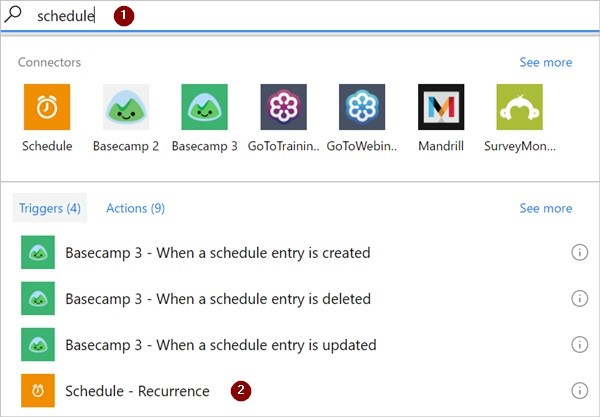 schedule 1
Connectors See more
Schedule Basecamp 2 Basecamp 3 GoToTrainin.. GoToWebin.. Mandrill SurveyMon...
Triggers (4) Actions (9) See more
Basecamp 3 - When a schedule entry is created
Basecamp 3 - When a schedule entry is deleted
Basecamp 3 - When a schedule entry is updated
Schedule - Recurrence 2